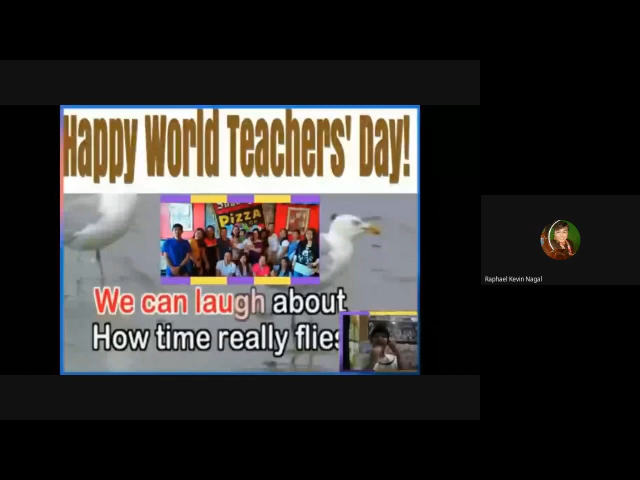 Happy World Teachers' Day!
PIZZA
We can laugh about
How time really flies
Raphael Kevin Nagal